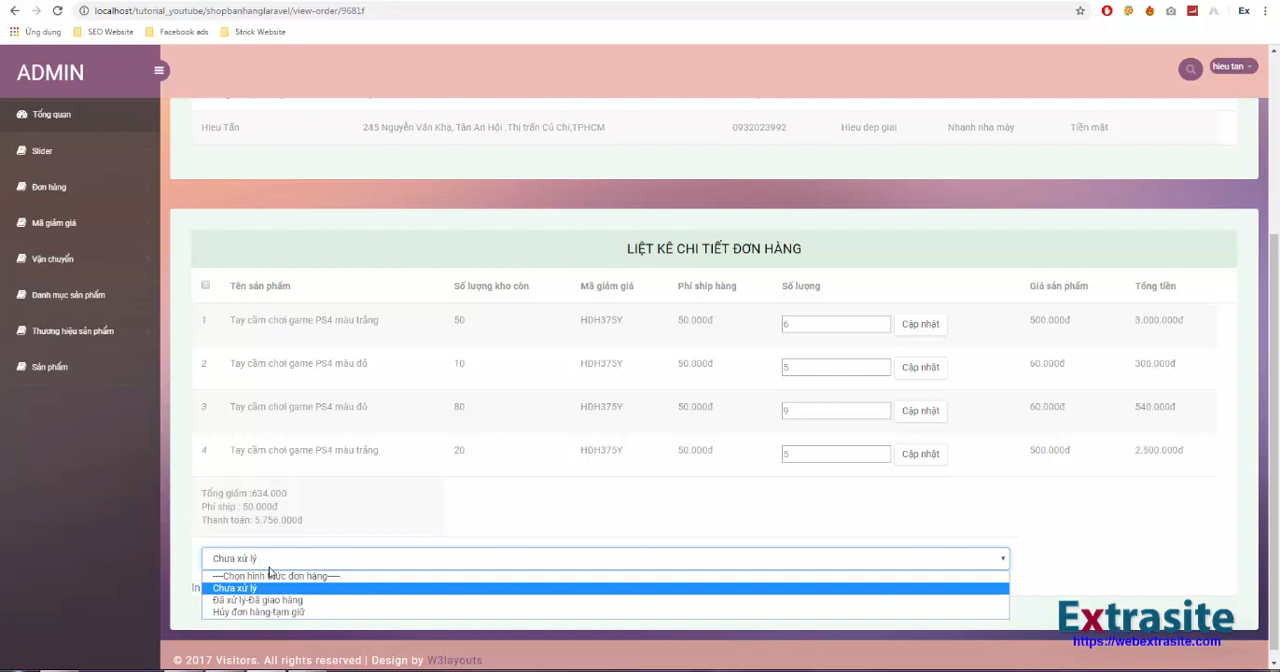 localhost/tutorial_youtube/shopbanhanglaravel/view-order/9681f
Ex
Ứng dụng SEO Website Facebook ads Strick Website
ADMIN
hieu tan
Tổng quan
Slider
Đơn hàng
Mã giảm giá
Vận chuyển
Danh mục sản phẩm
Thương hiệu sản phẩm
Sản phẩm
Hieu Tấn 245 Nguyễn Văn Kha, Tân An Hội .Thị trấn Củ Chi,TPHCM 0932023992 Hieu dep giai Nhanh nha mày Tiền mặt
LIỆT KÊ CHI TIẾT ĐƠN HÀNG
Tên sản phẩm Số lượng kho còn Mã giảm giá Phí ship hàng Số lượng Giá sản phẩm Tổng tiền
1 Tay cầm chơi game PS4 màu trắng 50 HDH375Y 50.000đ 6 Cập nhật 500.000đ 3.000.000đ
2 Tay cầm chơi game PS4 màu đỏ 10 HDH375Y 50.000đ 5 Cập nhật 60.000đ 300.000đ
3 Tay cầm chơi game PS4 màu đỏ 80 HDH375Y 50.000đ 9 Cập nhật 60.000đ 540.000đ
4 Tay cầm chơi game PS4 màu trắng 20 HDH375Y 50.000đ 5 Cập nhật 500.000đ 2.500.000đ
Tổng giảm :634.000
Phí ship : 50.000đ
Thanh toán: 5.756.000đ
Chưa xử lý
----Chọn hình thức đơn hàng-----
Chưa xử lý
Đã xử lý-Đã giao hàng
Hủy đơn hàng-tạm giữ
In
Extrasite
https://webextrasite.com
© 2017 Visitors. All rights reserved | Design by W3layouts